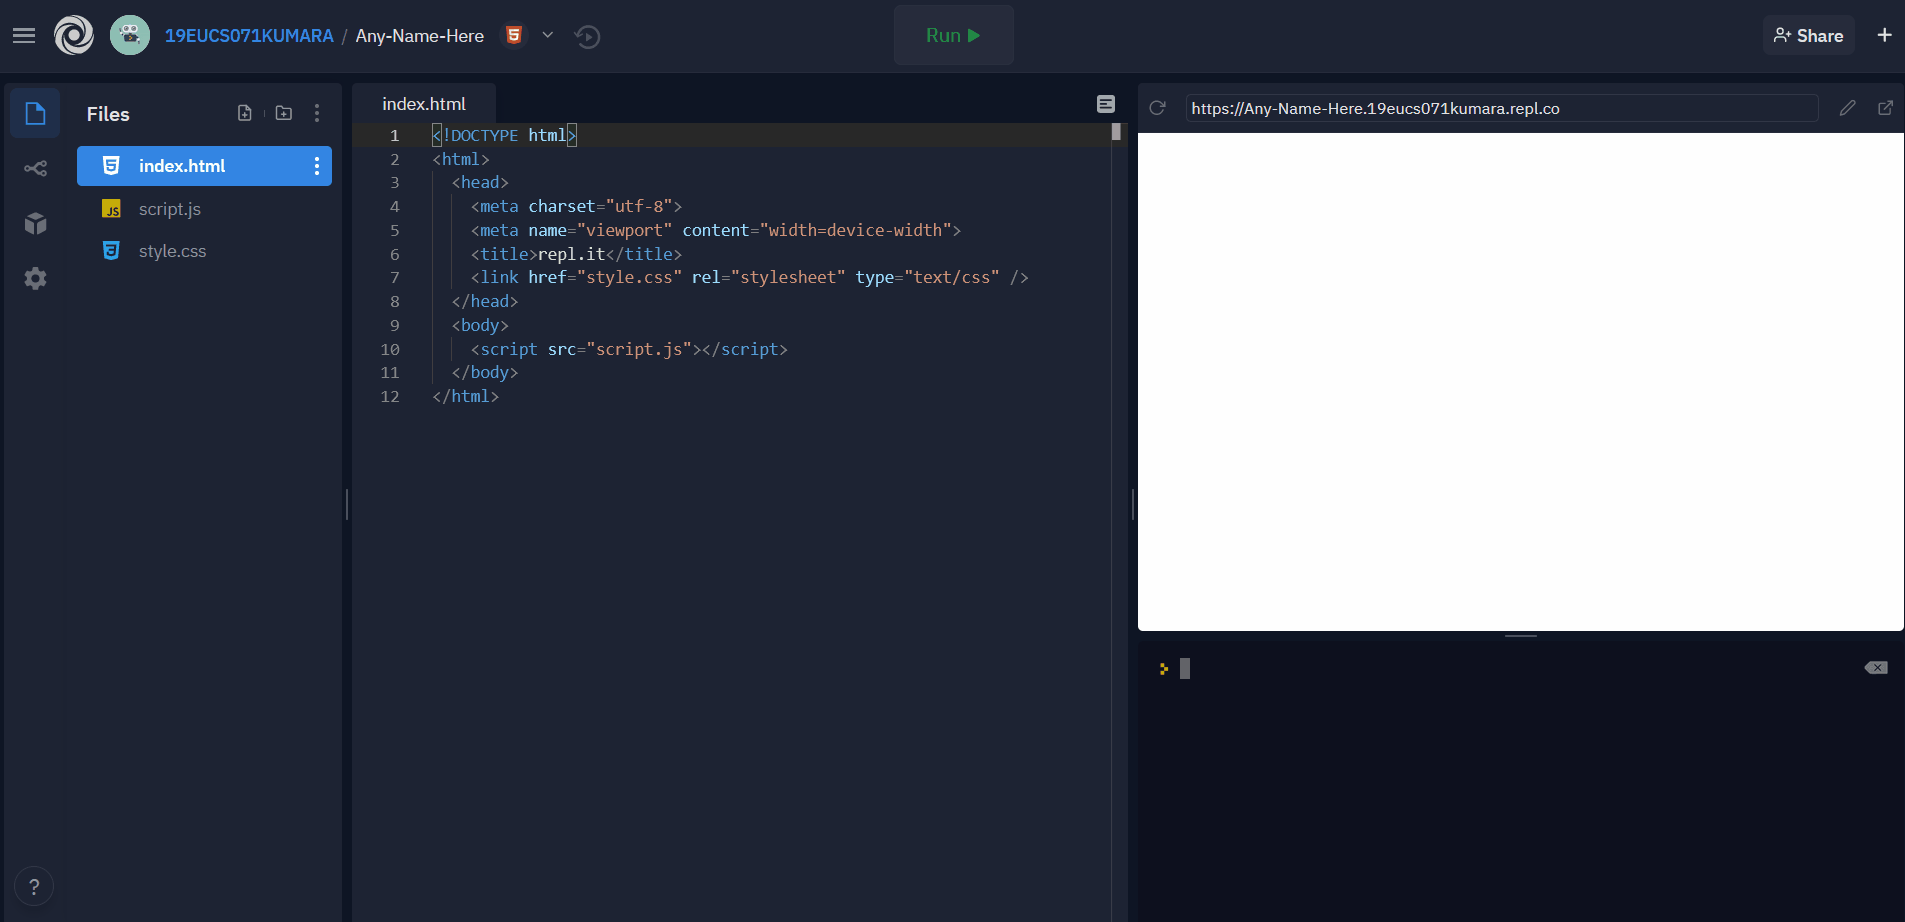 19EUCS071KUMARA / Any-Name-Here
Run
Share
Files
index.html
script.js
JS
style.css
?
index.html
1 <!DOCTYPE html>
2 <html>
3 <head>
4 <meta charset="utf-8">
5 <meta name="viewport" content="width=device-width">
6 <title>repl.it</title>
7 <link href="style.css" rel="stylesheet" type="text/css" />
8 </head>
9 <body>
10 <script src="script.js"></script>
11 </body>
12 </html>
https://Any-Name-Here.19eucs071kumara.repl.co